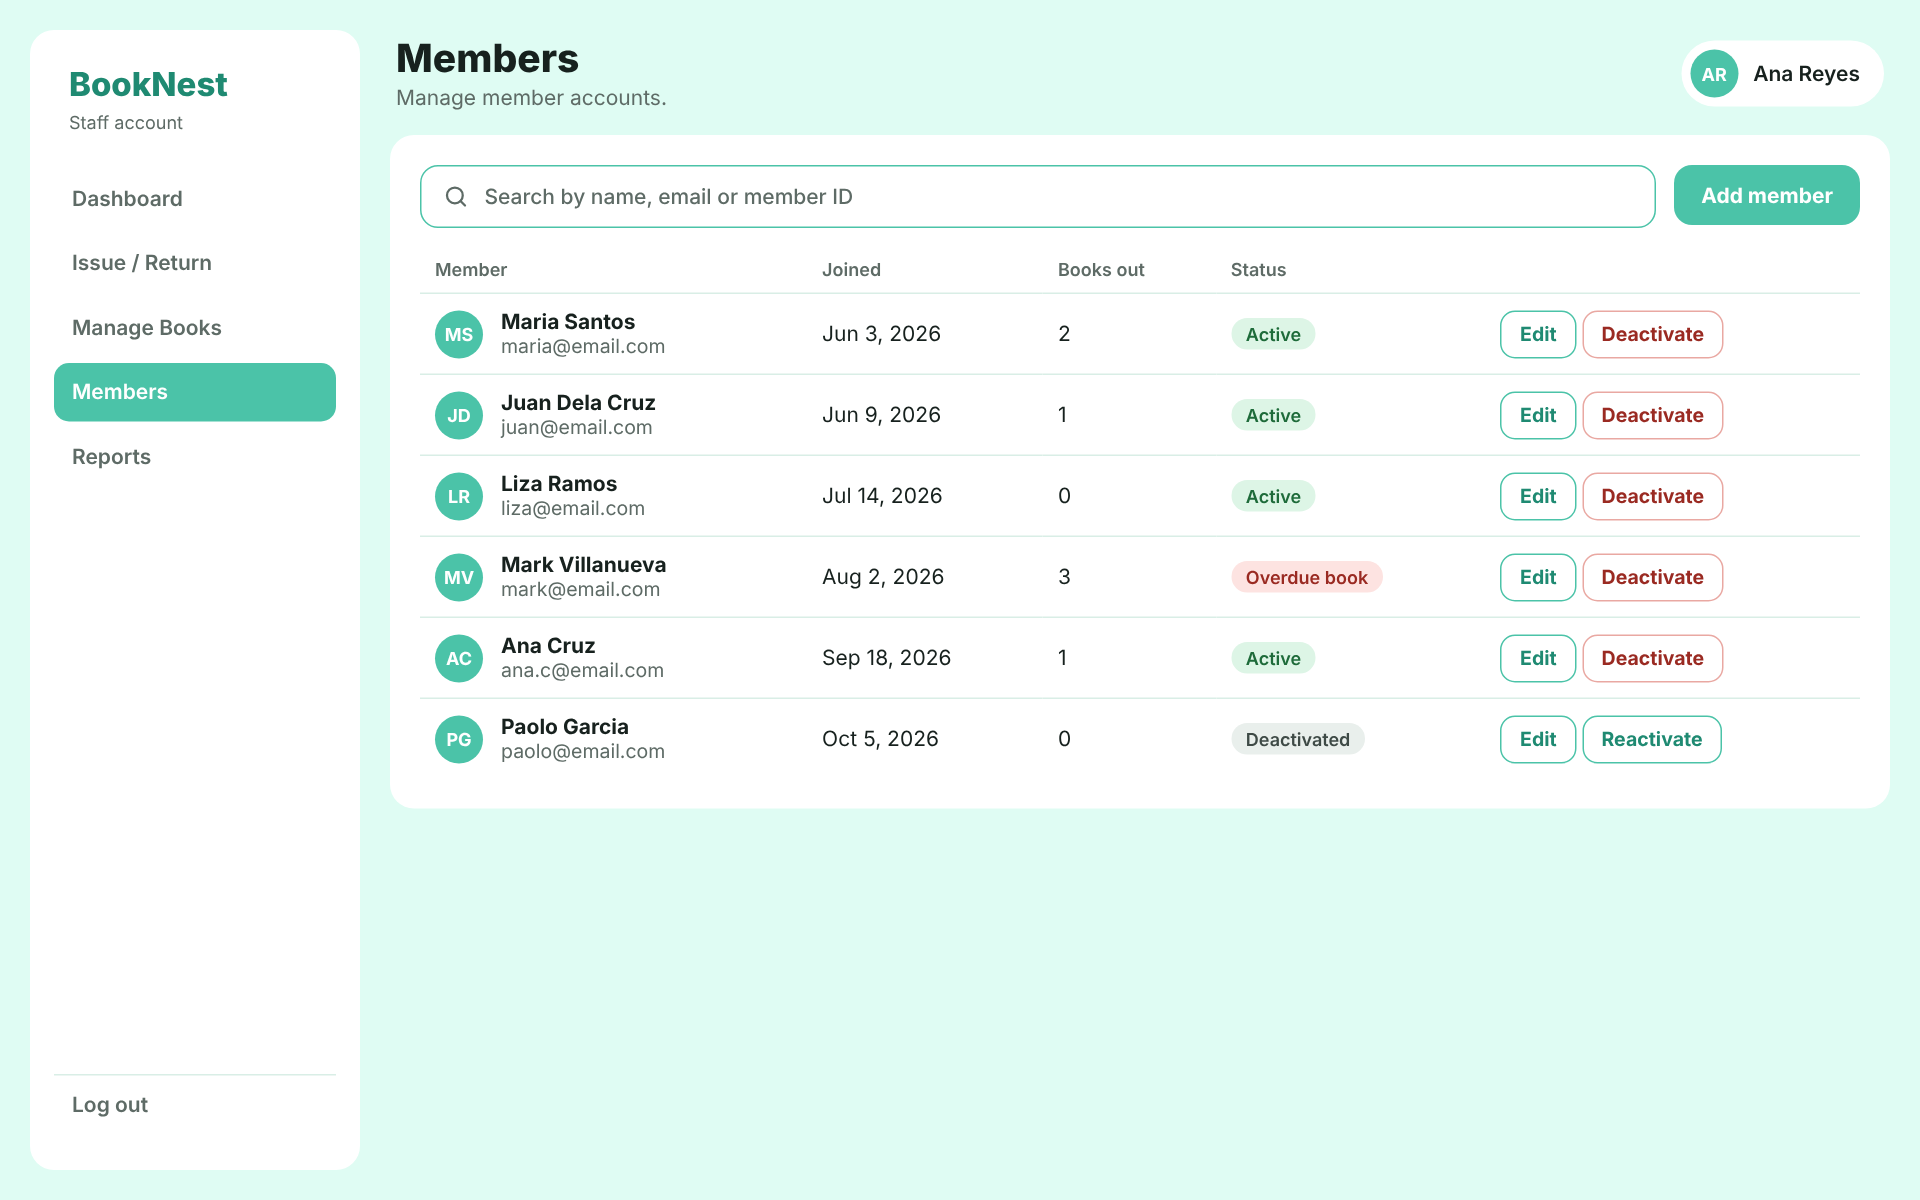 BookNest
Staff account
Dashboard
Issue / Return
Manage Books
Members
Reports
Log out
Members
Manage member accounts.
AR Ana Reyes
Search by name, email or member ID
Add member
Member Joined Books out Status
MS Maria Santos maria@email.com Jun 3, 2026 2 Active Edit Deactivate
JD Juan Dela Cruz juan@email.com Jun 9, 2026 1 Active Edit Deactivate
LR Liza Ramos liza@email.com Jul 14, 2026 0 Active Edit Deactivate
MV Mark Villanueva mark@email.com Aug 2, 2026 3 Overdue book Edit Deactivate
AC Ana Cruz ana.c@email.com Sep 18, 2026 1 Active Edit Deactivate
PG Paolo Garcia paolo@email.com Oct 5, 2026 0 Deactivated Edit Reactivate